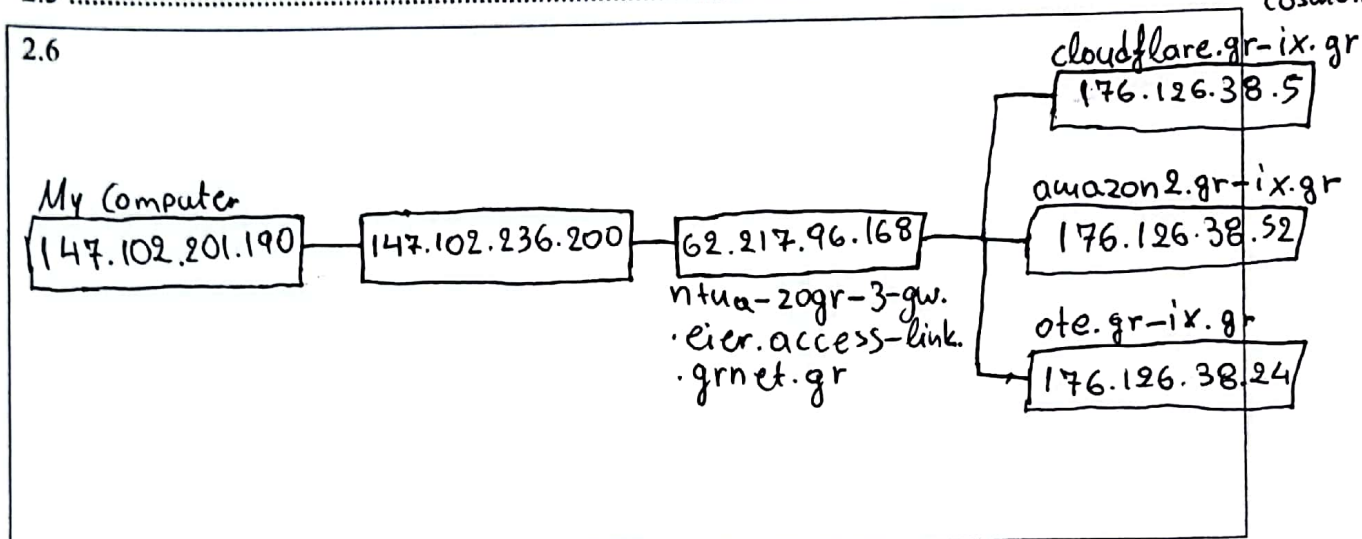 2.6
cloudflare.gr-ix.gr
176.126.38.5
My Computer
147.102.201.190
147.102.236.200
62.217.96.168
ntua-zogr-3-gw.
.eier.access-link.
.grnet.gr
amazon2.gr-ix.gr
176.126.38.52
ote.gr-ix.gr
176.126.38.24